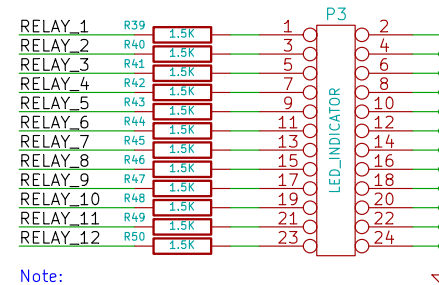 P3
RELAY_1 R39 1.5K 1 2
RELAY_2 R40 1.5K 3 4
RELAY_3 R41 1.5K 5 6
RELAY_4 R42 1.5K 7 8
RELAY_5 R43 1.5K 9 10
RELAY_6 R44 1.5K 11 12
RELAY_7 R45 1.5K 13 14
RELAY_8 R46 1.5K 15 16
RELAY_9 R47 1.5K 17 18
RELAY_10 R48 1.5K 19 20
RELAY_11 R49 1.5K 21 22
RELAY_12 R50 1.5K 23 24
LED_INDICATOR
Note: